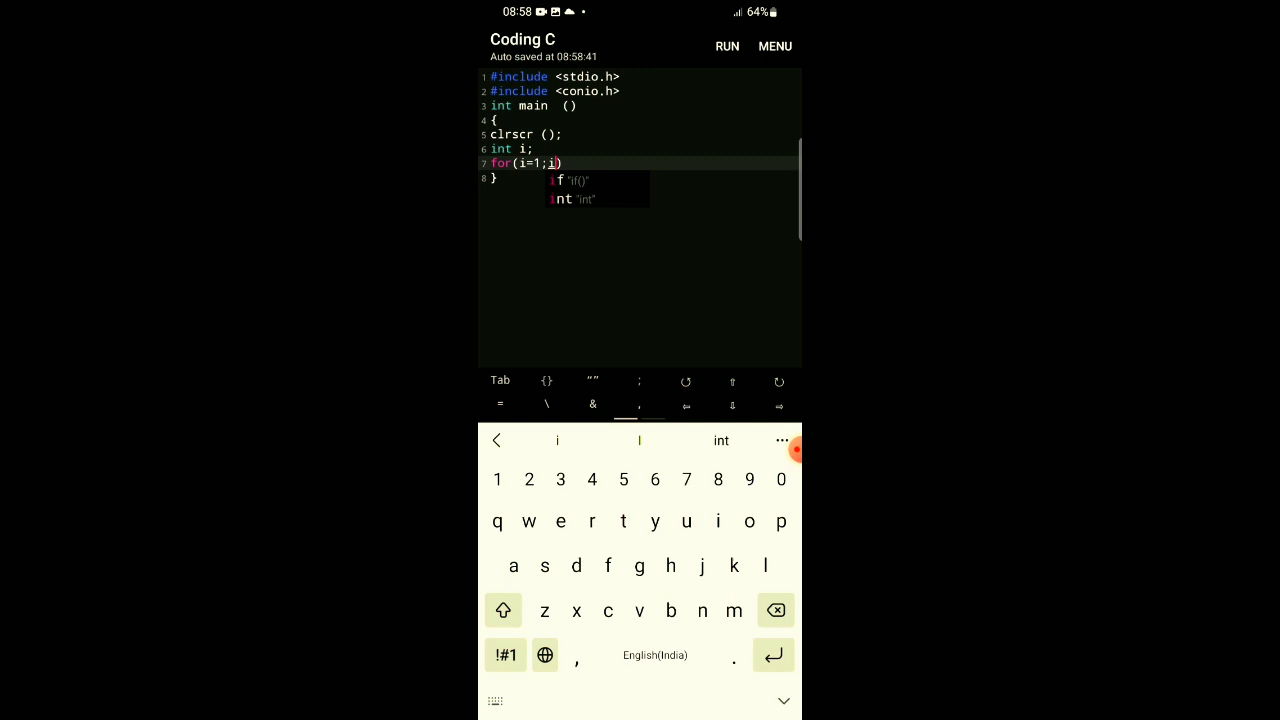 08:58 64%
Coding C
Auto saved at 08:58:41
RUN MENU
1 #include <stdio.h>
2 #include <conio.h>
3 int main ()
4 {
5 clrscr ();
6 int i;
7 for(i=1;i)
8 }
if "if()"
int "int"
Tab {} “” ; ↺ ⇧ ↻
= \ & , ⇦ ⇩ ⇨
i I int ···
1 2 3 4 5 6 7 8 9 0
q w e r t y u i o p
a s d f g h j k l
z x c v b n m
!#1 , English(India) .